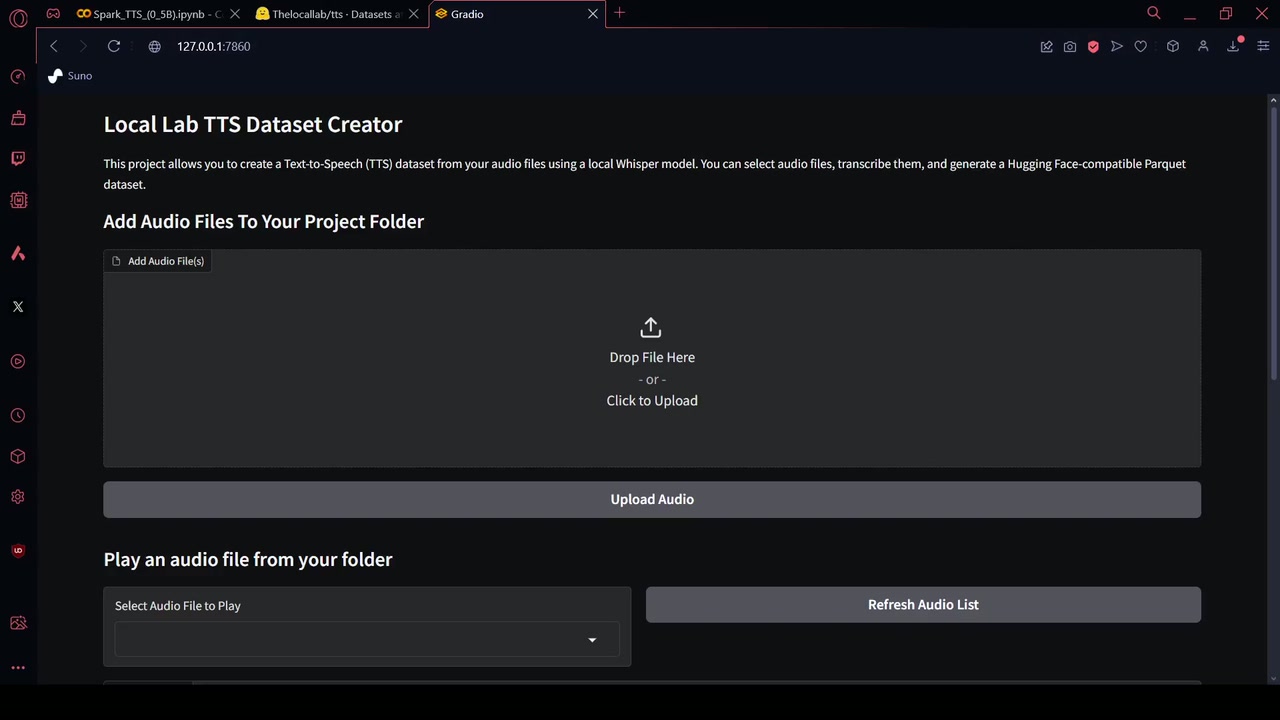 Spark_TTS_(0_5B).ipynb - C
Thelocallab/tts · Datasets a
Gradio
127.0.0.1:7860
Suno
Local Lab TTS Dataset Creator
This project allows you to create a Text-to-Speech (TTS) dataset from your audio files using a local Whisper model. You can select audio files, transcribe them, and generate a Hugging Face-compatible Parquet
dataset.
Add Audio Files To Your Project Folder
Add Audio File(s)
Drop File Here
- or -
Click to Upload
Upload Audio
Play an audio file from your folder
Select Audio File to Play
Refresh Audio List